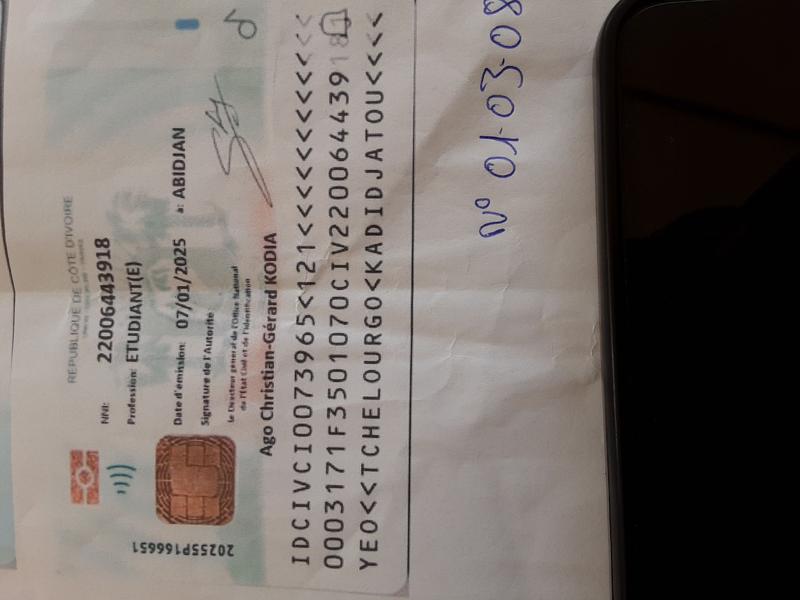 REPUBLIQUE DE CÔTE D'IVOIRE
NNI: 22006443918
Profession: ETUDIANT(E)
Date d'émission: 07/01/2025 à: ABIDJAN
Signature de l'Autorité
Le Directeur général de l'Office National
de l'État Civil et de l'Identification
Ago Christian-Gérard KODIA
20255P166651
IDCIVCI0073965<121<<<<<<<<<<<<
0003171F3501070CIV22006443918
YEO<<TCHELOURGO<KADIDJATOU<<<<
N° 01-03-08